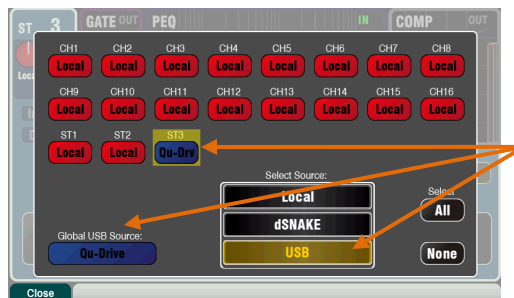 ST 3 GATE OUT PEQ IN COMP OUT
CH1 CH2 CH3 CH4 CH5 CH6 CH7 CH8
Local Local Local Local Local Local Local Local
CH9 CH10 CH11 CH12 CH13 CH14 CH15 CH16
Local Local Local Local Local Local Local Local
ST1 ST2 ST3
Local Local Qu-Drv
Select Source:
Local
Select
All
dSNAKE
Global USB Source:
Qu-Drive
USB
None
Close